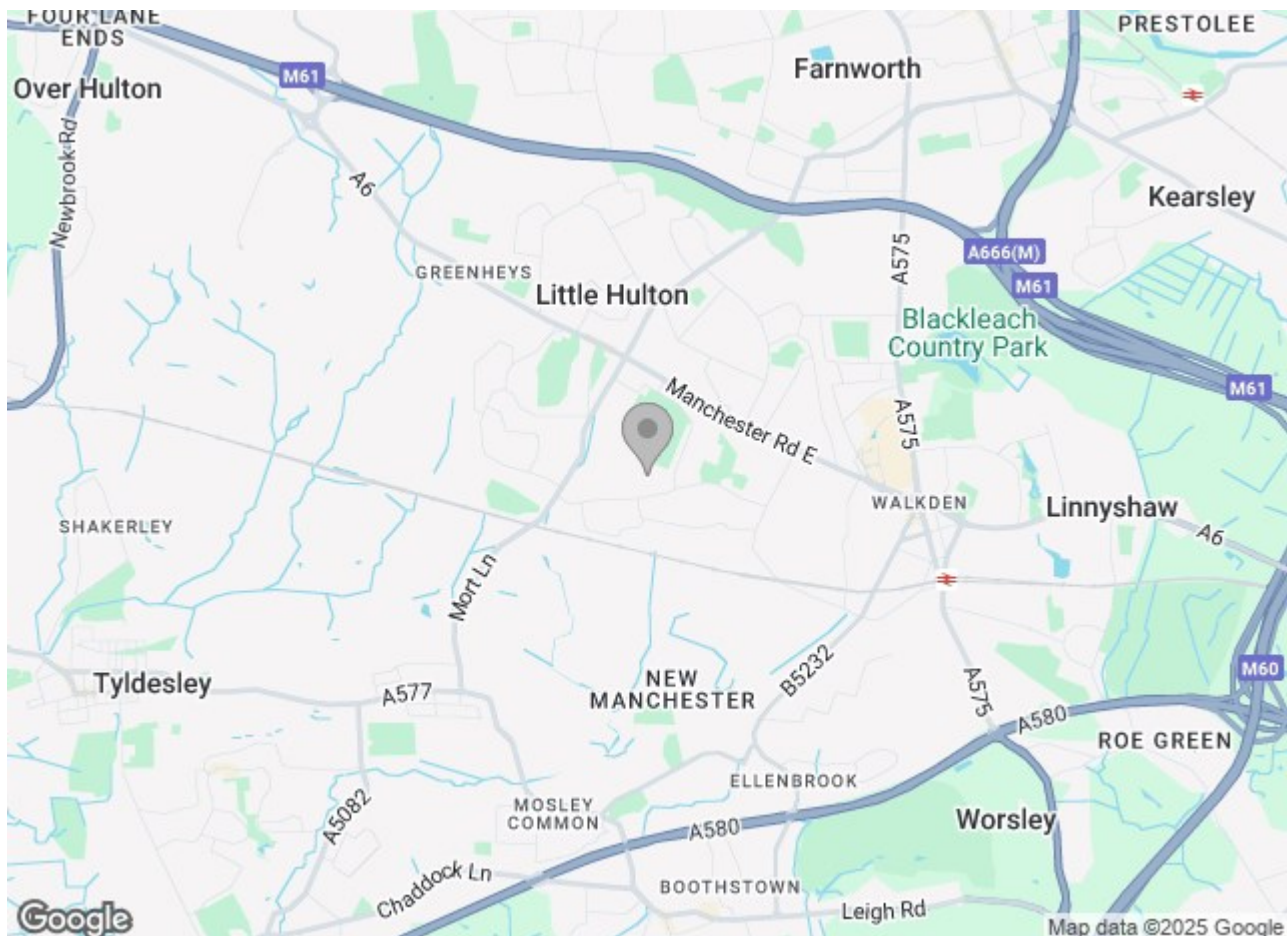 FOUR LANE
ENDS
PRESTOLEE
M61
Farnworth
Over Hulton
Newbrook Rd
A6
Kearsley
A575
A666(M)
GREENHEYS
M61
Little Hulton
Blackleach
Country Park
M61
Manchester Rd E
A575
WALKDEN
Linnyshaw
SHAKERLEY
A6
Mort Ln
NEW
MANCHESTER
B5232
M60
Tyldesley
A577
A575
A580
ROE GREEN
ELLENBROOK
MOSLEY
COMMON
A5082
A580
Worsley
Chaddock Ln
BOOTHSTOWN
Leigh Rd
Google
Map data ©2025 Google